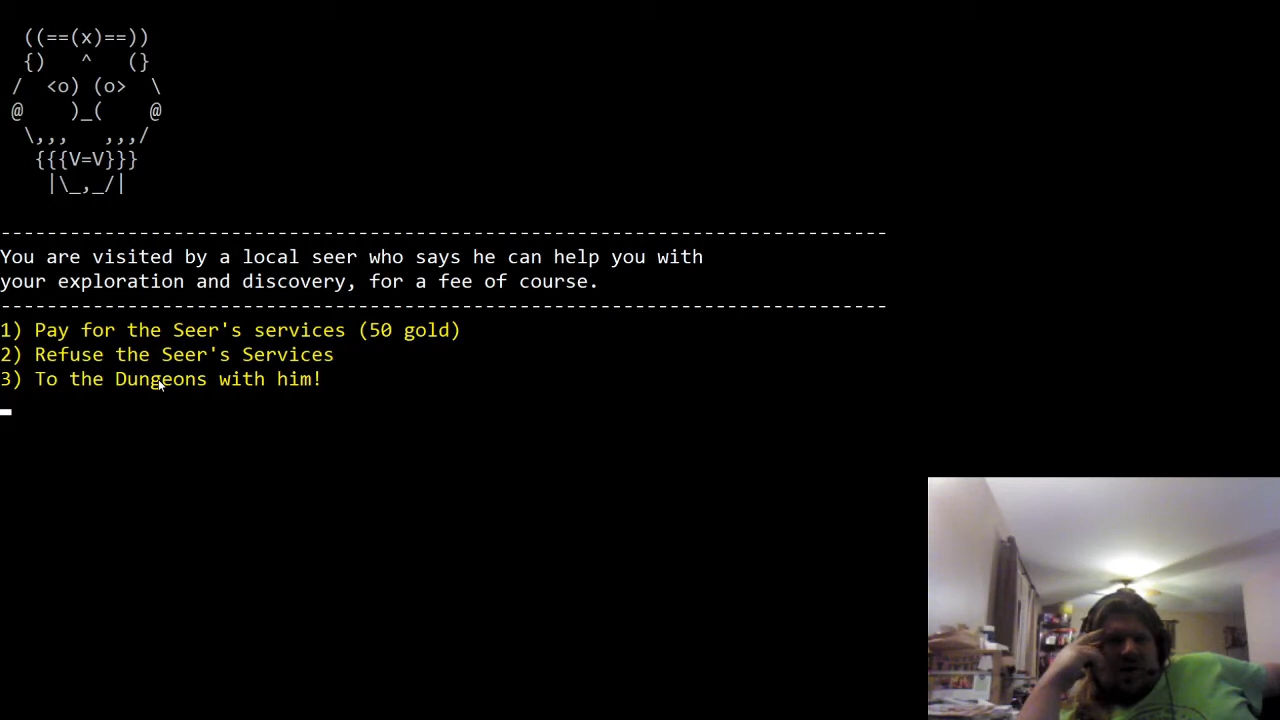 ((==(x)==))
{)   ^   (}
/  <o) (o>  \
@    )_(    @
\,,,   ,,,/
{{{V=V}}}
|\_,_/|
-----------------------------------------------------------------------------
You are visited by a local seer who says he can help you with
your exploration and discovery, for a fee of course.
-----------------------------------------------------------------------------
1) Pay for the Seer's services (50 gold)
2) Refuse the Seer's Services
3) To the Dungeons with him!